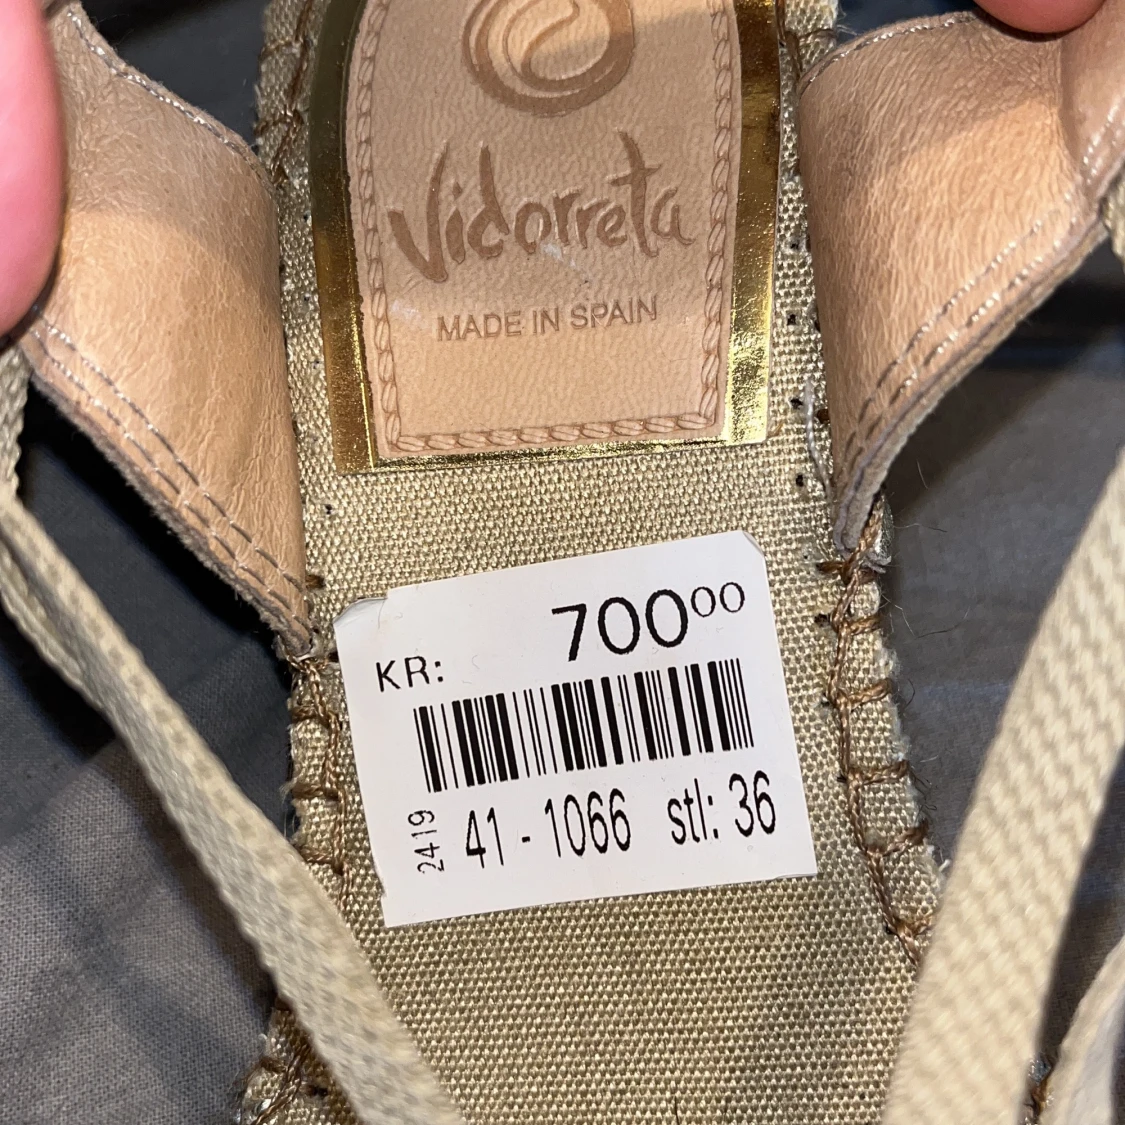 Vidorreta
MADE IN SPAIN
KR: 700⁰⁰
2419 41 - 1066 stl: 36